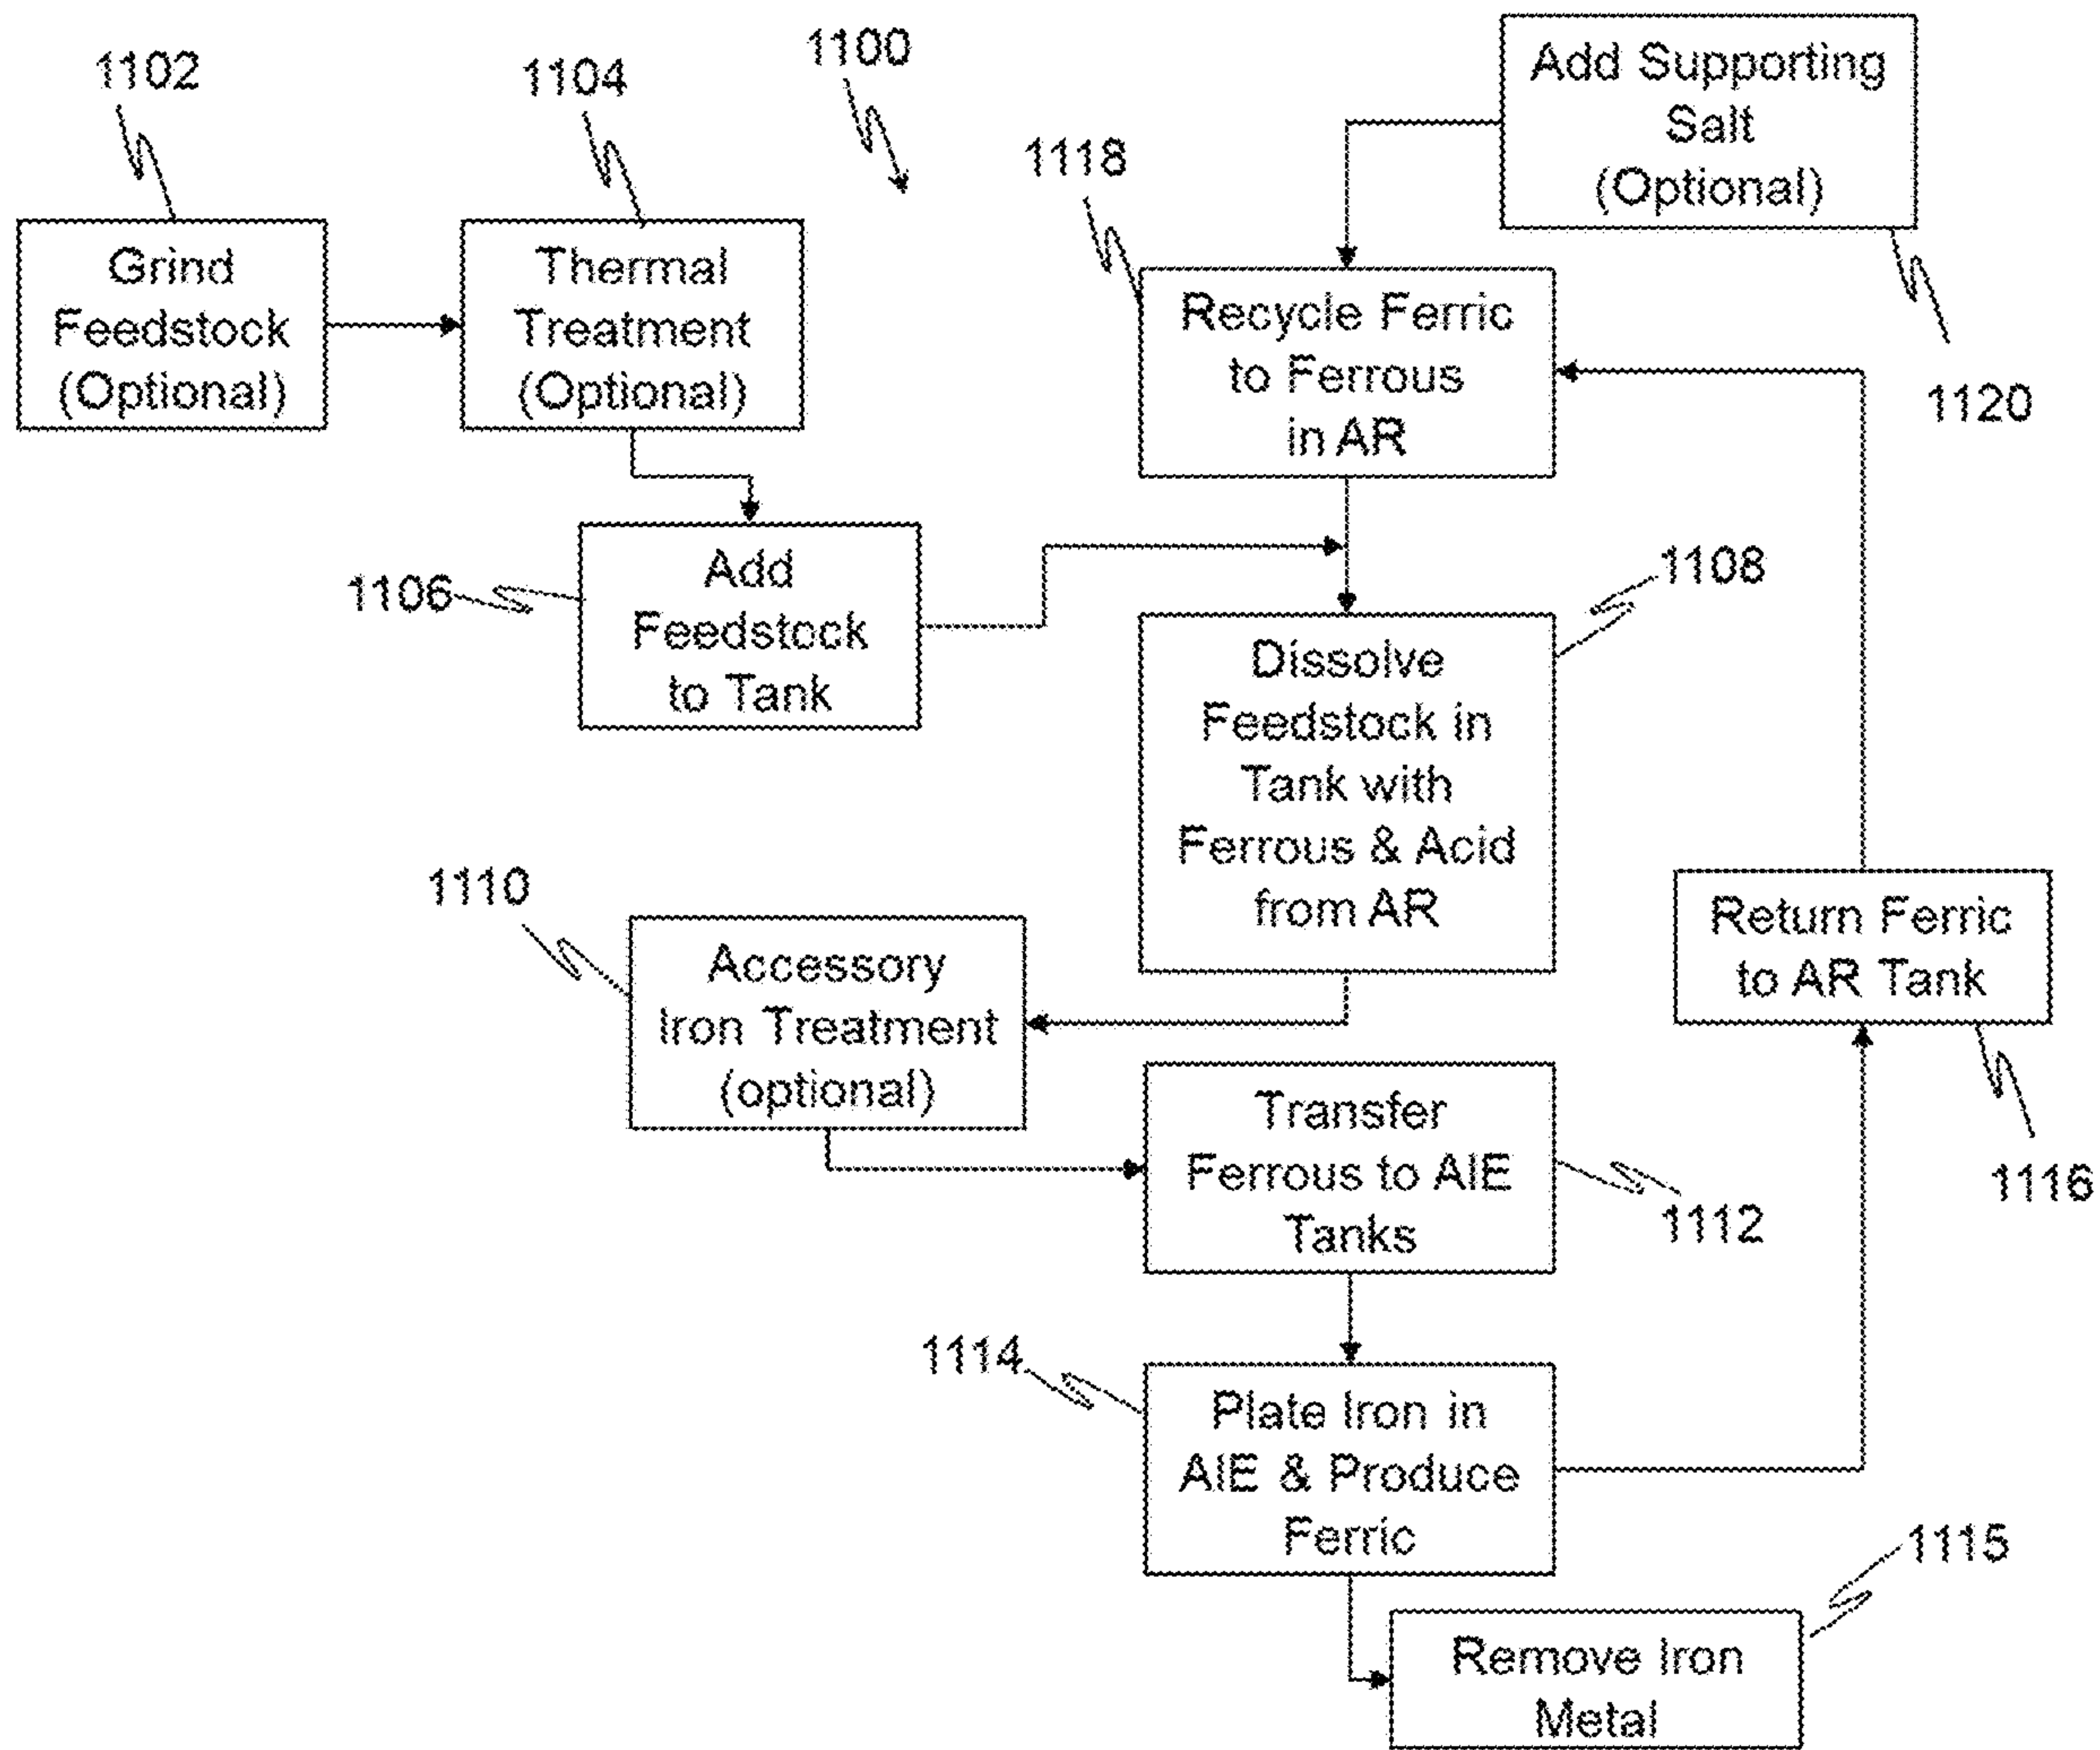 1102
1104
1100
Add Supporting
Salt
(Optional)
1118
1120
Grind
Feedstock
(Optional)
Thermal
Treatment
(Optional)
Recycle Ferric
to Ferrous
in AR
1106
Add
Feedstock
to Tank
1108
Dissolve
Feedstock in
Tank with
Ferrous & Acid
from AR
1110
Accessory
Iron Treatment
(optional)
Return Ferric
to AR Tank
1116
Transfer
Ferrous to AIE
Tanks
1112
1114
Plate Iron in
AIE & Produce
Ferric
1115
Remove Iron
Metal